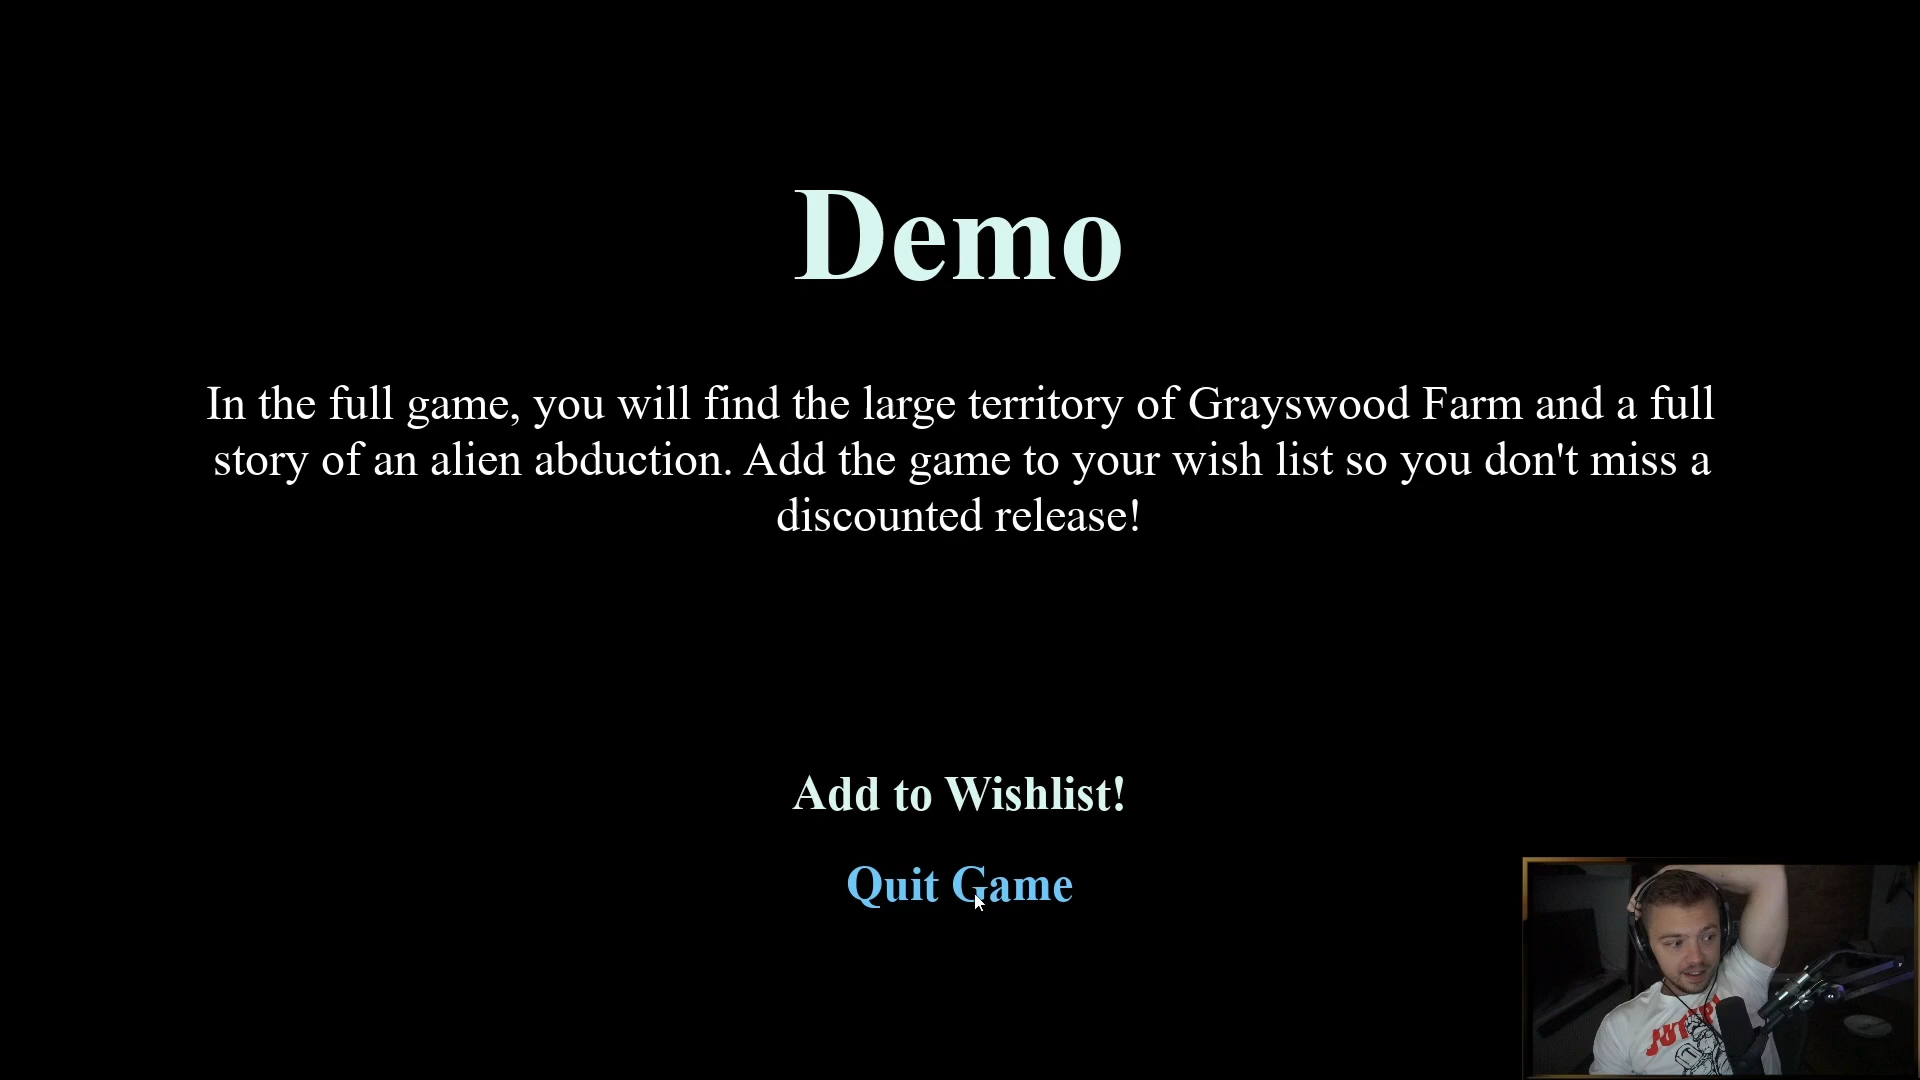 Demo
In the full game, you will find the large territory of Grayswood Farm and a full
story of an alien abduction. Add the game to your wish list so you don't miss a
discounted release!
Add to Wishlist!
Quit Game